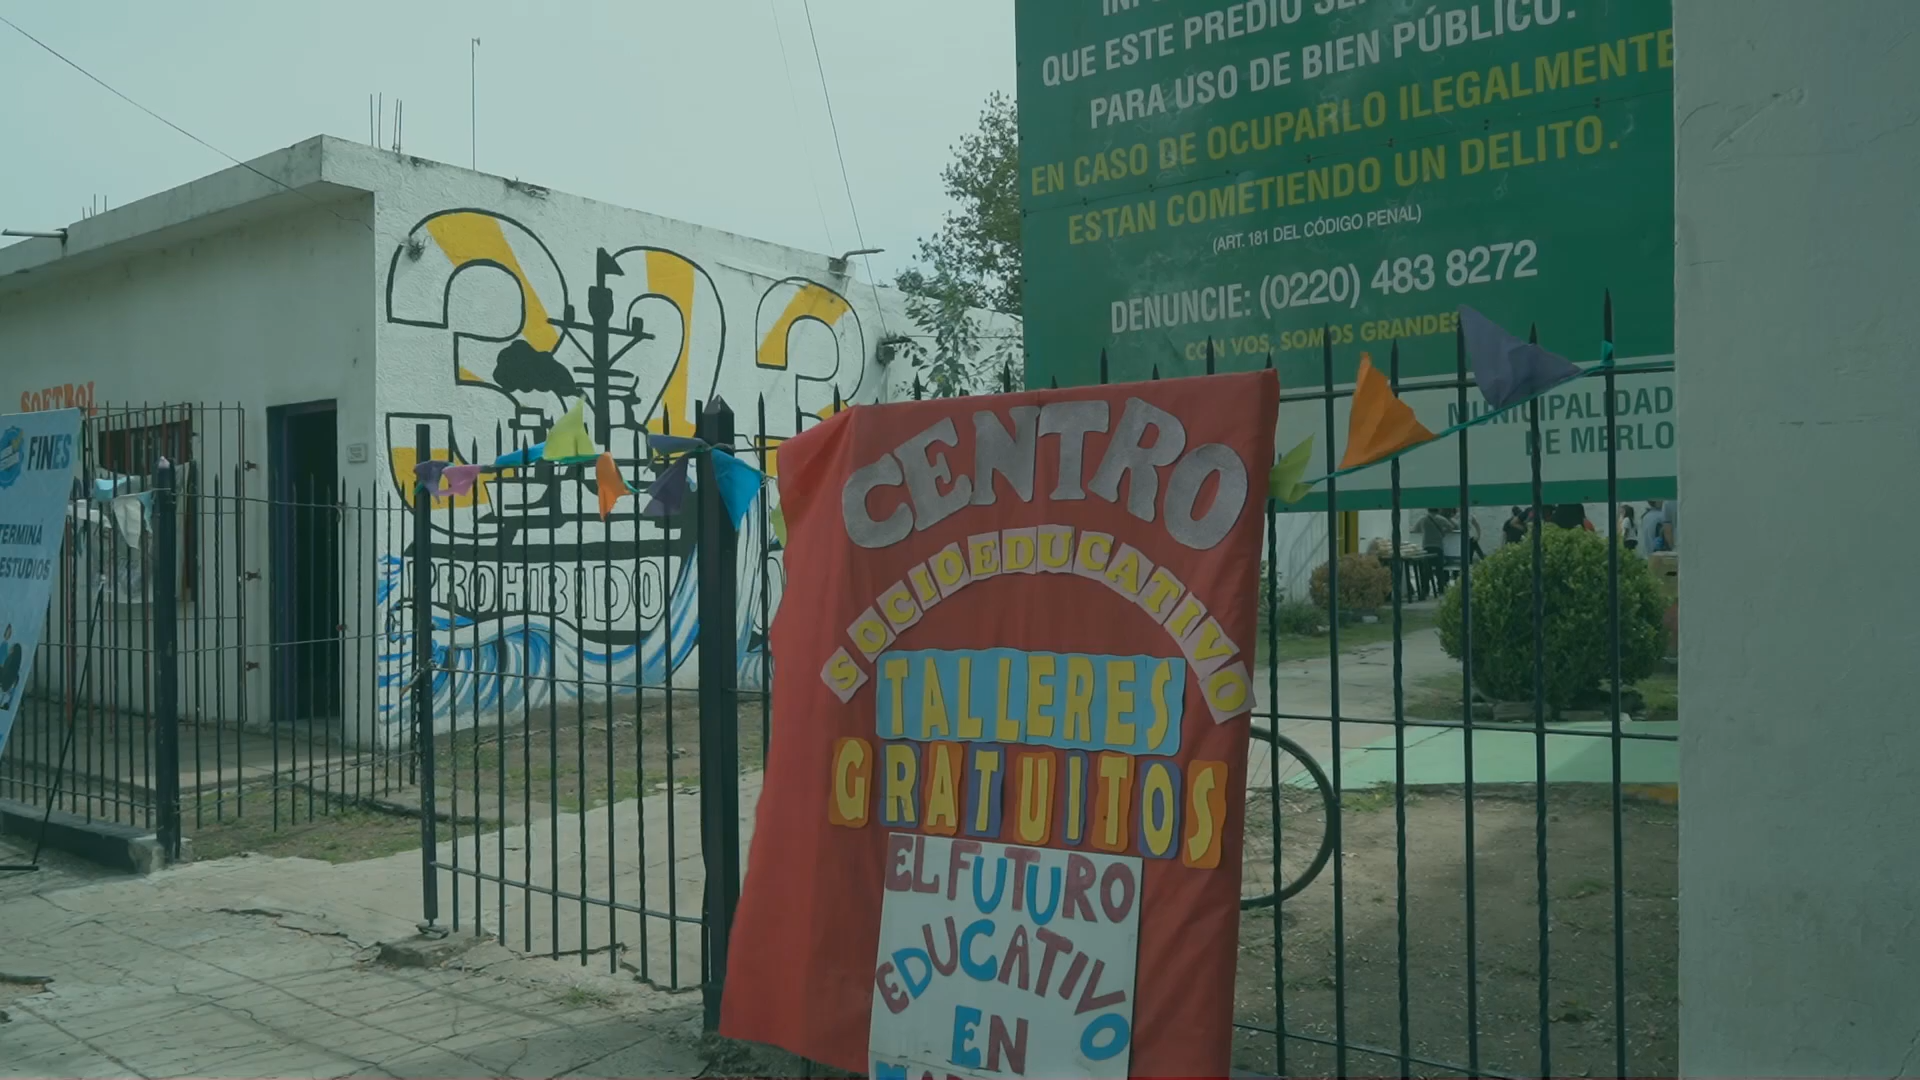 QUE ESTE PREDIO
PARA USO DE BIEN PÚBLICO.
EN CASO DE OCUPARLO ILEGALMENTE
ESTAN COMETIENDO UN DELITO.
(ART. 181 DEL CÓDIGO PENAL)
DENUNCIE: (0220) 483 8272
CON VOS, SOMOS GRANDES
MUNICIPALIDAD
DE MERLO
323
PROHIBIDO
SOFTBOL
FINES
TERMINA
ESTUDIOS
CENTRO
SOCIOEDUCATIVO
TALLERES
GRATUITOS
EL FUTURO
EDUCATIVO
EN